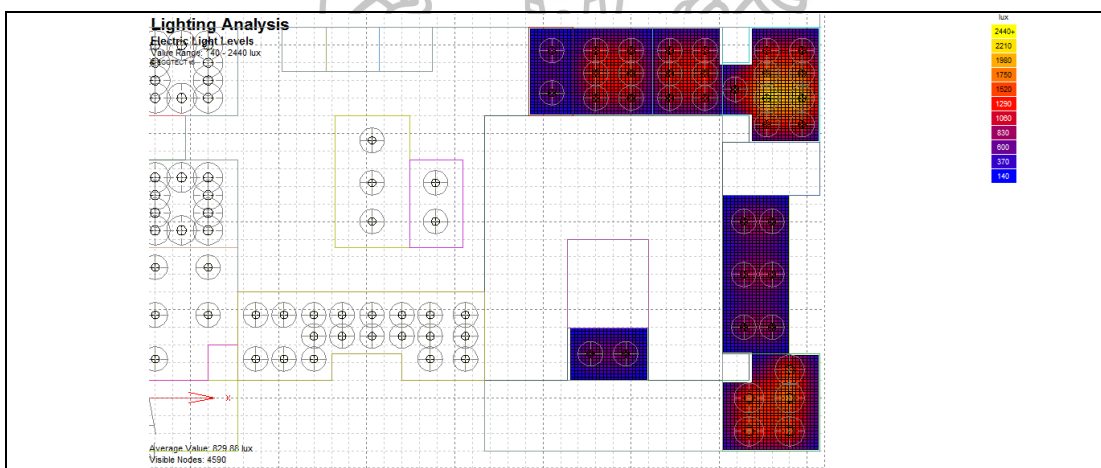 Lighting Analysis
Electric Light Levels
Value Range: 140 - 2440 lux
X
Average Value: 829.88 lux
Visible Nodes: 4590
lux
2440+
2210
1980
1750
1520
1290
1060
830
600
370
140